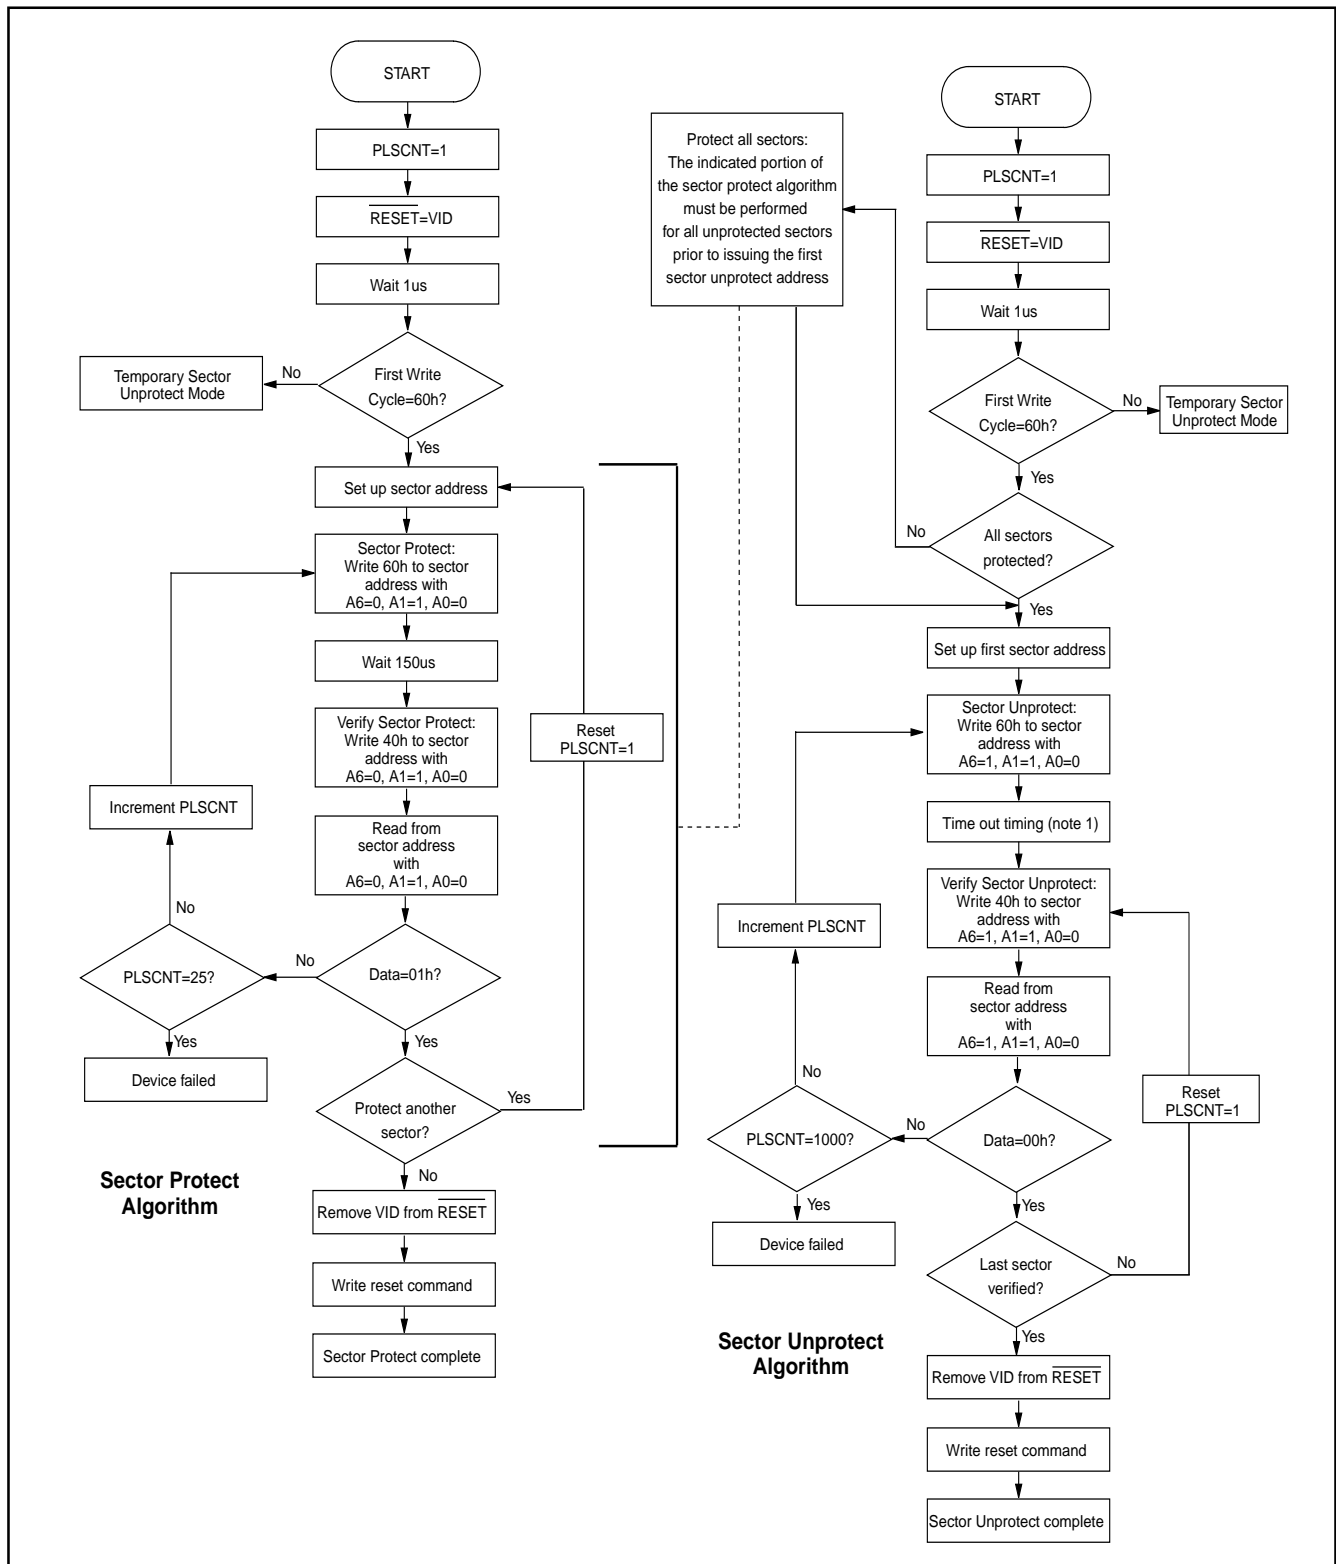 START
PLSCNT=1
RESET=VID
Wait 1us
First Write
Cycle=60h?
No
Temporary Sector
Unprotect Mode
Yes
Set up sector address
Sector Protect:
Write 60h to sector
address with
A6=0, A1=1, A0=0
Wait 150us
Verify Sector Protect:
Write 40h to sector
address with
A6=0, A1=1, A0=0
Reset
PLSCNT=1
Increment PLSCNT
Read from
sector address
with
A6=0, A1=1, A0=0
No
PLSCNT=25?
No
Data=01h?
Yes
Yes
Device failed
Protect another
sector?
Yes
No
Sector Protect
Algorithm
Remove VID from RESET
Write reset command
Sector Protect complete
Protect all sectors:
The indicated portion of
the sector protect algorithm
must be performed
for all unprotected sectors
prior to issuing the first
sector unprotect address
START
PLSCNT=1
RESET=VID
Wait 1us
First Write
Cycle=60h?
No
Temporary Sector
Unprotect Mode
Yes
No
All sectors
protected?
Yes
Set up first sector address
Sector Unprotect:
Write 60h to sector
address with
A6=1, A1=1, A0=0
Time out timing (note 1)
Verify Sector Unprotect:
Write 40h to sector
address with
A6=1, A1=1, A0=0
Increment PLSCNT
Read from
sector address
with
A6=1, A1=1, A0=0
No
Reset
PLSCNT=1
PLSCNT=1000?
No
Data=00h?
Yes
Yes
Device failed
Last sector
verified?
No
Yes
Sector Unprotect
Algorithm
Remove VID from RESET
Write reset command
Sector Unprotect complete